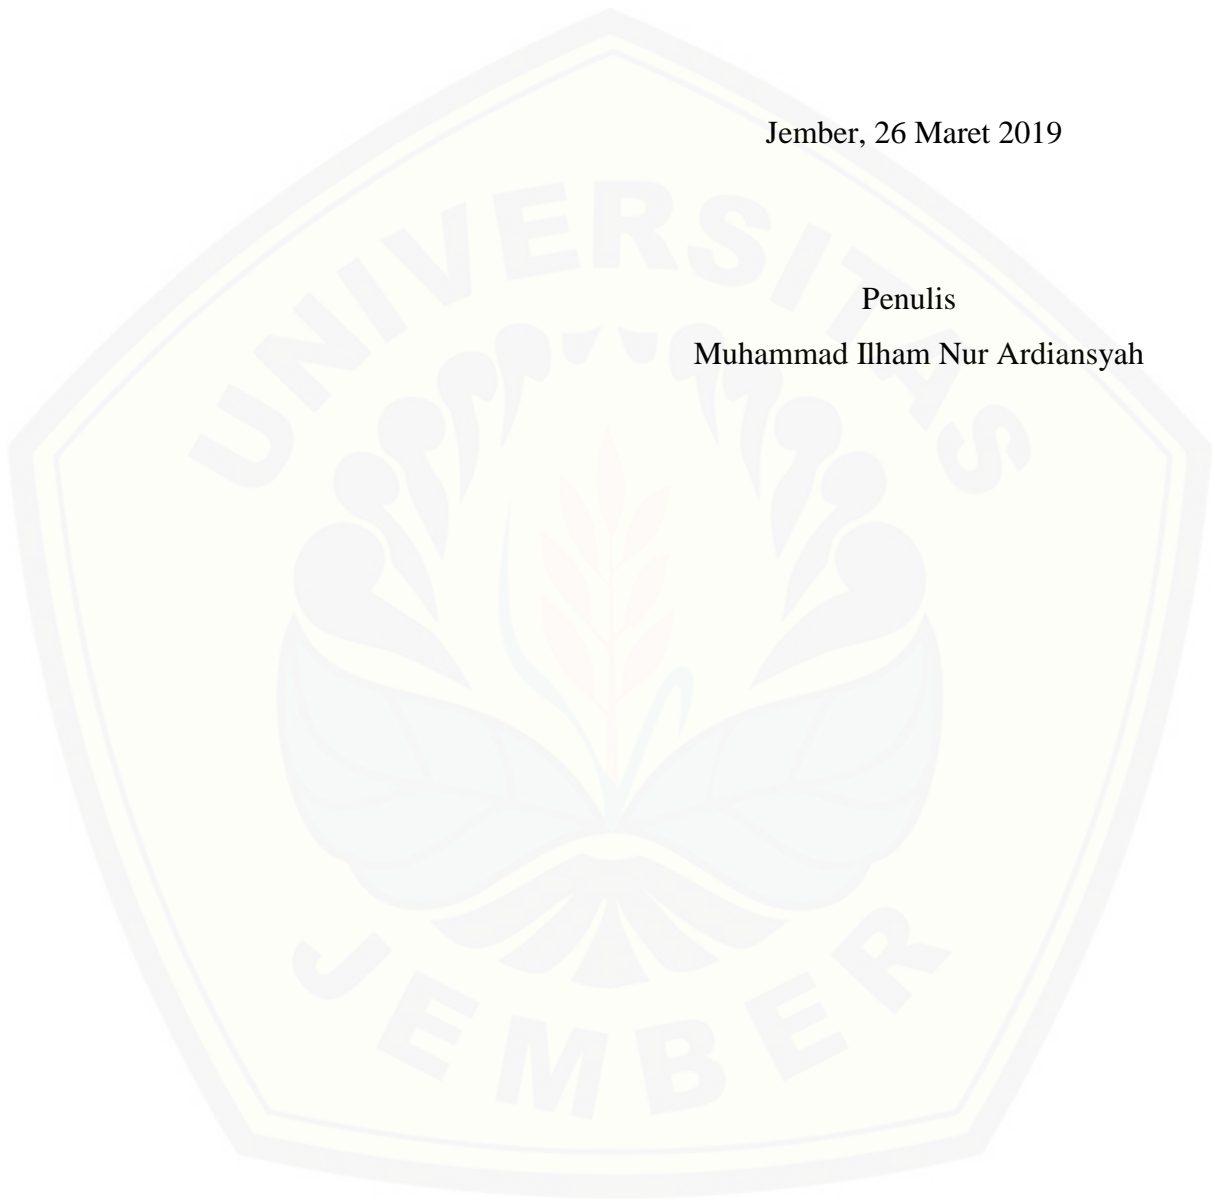 Jember, 26 Maret 2019
Penulis
Muhammad Ilham Nur Ardiansyah
UNIVERSITAS
JEMBER